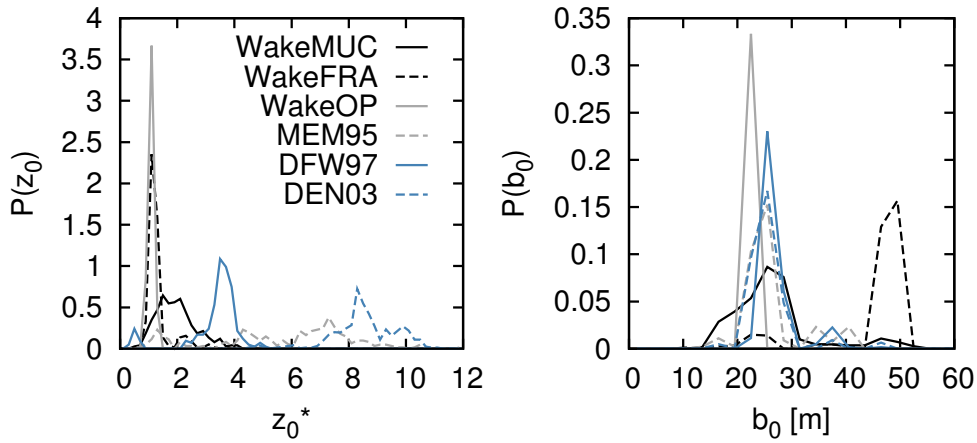 4
3.5
3
2.5
2
1.5
1
0.5
0
P(z0)
WakeMUC
WakeFRA
WakeOP
MEM95
DFW97
DEN03
0 2 4 6 8 10 12
z0*
0.35
0.3
0.25
0.2
0.15
0.1
0.05
0
P(b0)
0 10 20 30 40 50 60
b0 [m]